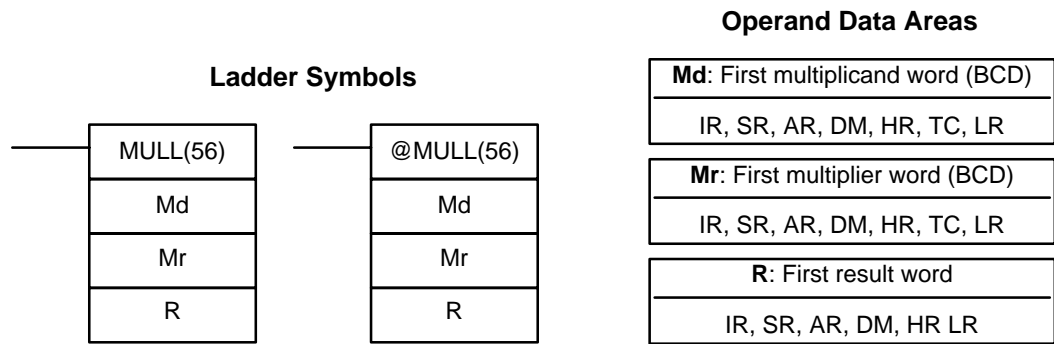 Ladder Symbols
MULL(56)
Md
Mr
R
@MULL(56)
Md
Mr
R
Operand Data Areas
Md: First multiplicand word (BCD)
IR, SR, AR, DM, HR, TC, LR
Mr: First multiplier word (BCD)
IR, SR, AR, DM, HR, TC, LR
R: First result word
IR, SR, AR, DM, HR LR